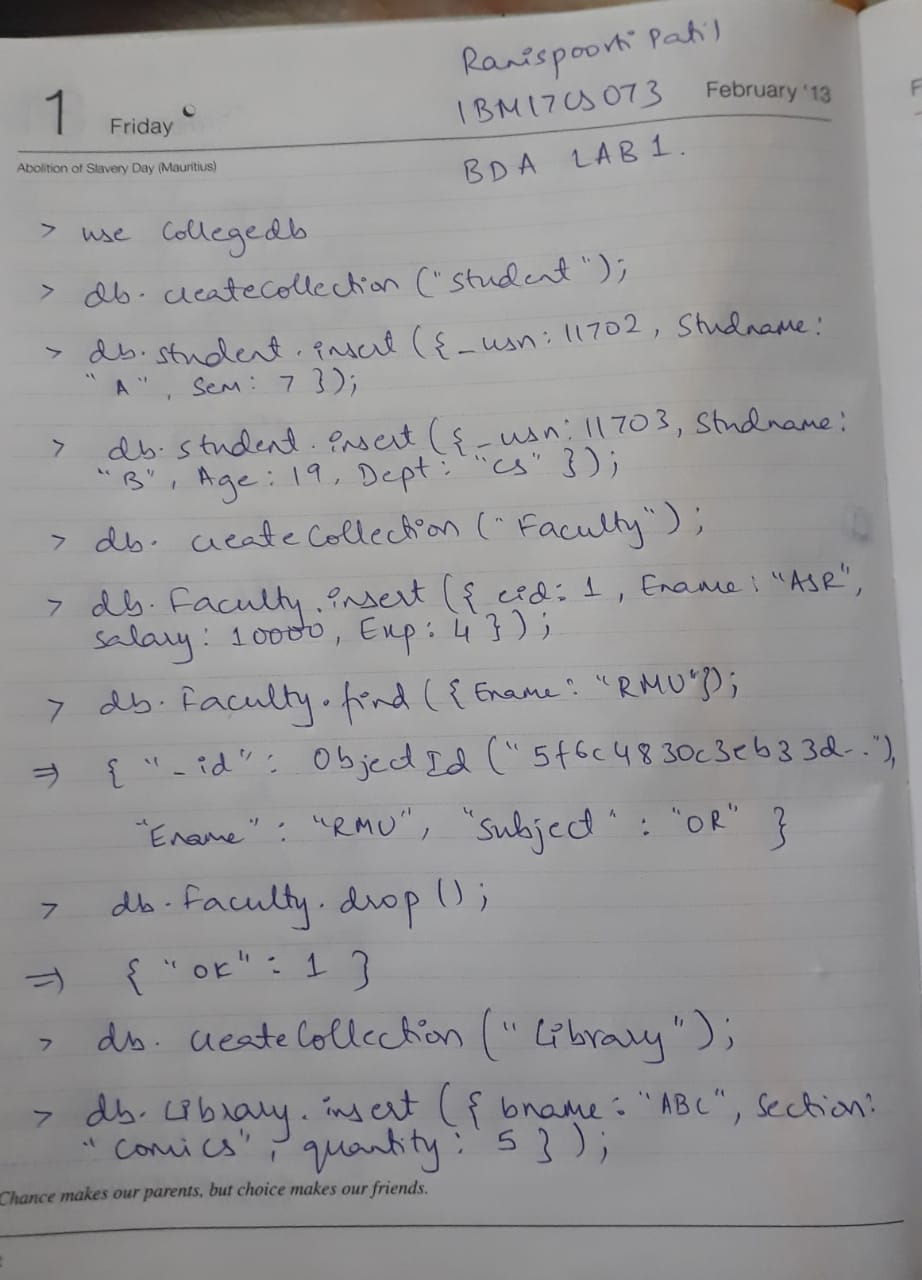 Ranispoorti Patil
1 Friday 1BM17CS073 February '13
Abolition of Slavery Day (Mauritius)
BDA LAB 1.
> use Collegedb
> db. createcollection ("Student");
> db.student.insert ({_usn: 11702, Studname:
"A", Sem: 7 });
> db. student.insert ({_usn: 11703, Studname:
"B", Age: 19, Dept: "CS" });
> db. createCollection ("Faculty");
> db. Faculty.insert ({ eid: 1, Ename: "ASR",
Salary: 10000, Exp: 4 });
> db. Faculty.find ({ Ename: "RMU"});
⇒ { "_id": ObjectId ("5f6c4830c3eb33d--"),
"Ename": "RMU", "Subject": "OR" }
> db. Faculty. drop ();
⇒ { "OK": 1 }
> db. createCollection ("Library");
> db. Library. insert ({ bname: "ABC", Section:
"Comics", quantity: 5 });
Chance makes our parents, but choice makes our friends.